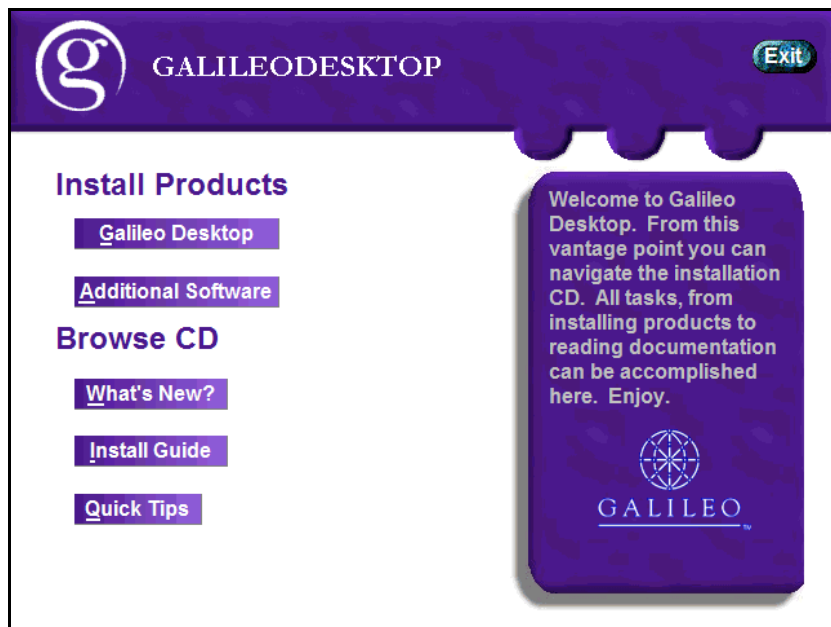 g GALILEODESKTOP
Exit
Install Products
Galileo Desktop
Additional Software
Browse CD
What's New?
Install Guide
Quick Tips
Welcome to Galileo
Desktop. From this
vantage point you can
navigate the installation
CD. All tasks, from
installing products to
reading documentation
can be accomplished
here. Enjoy.
GALILEO
TM